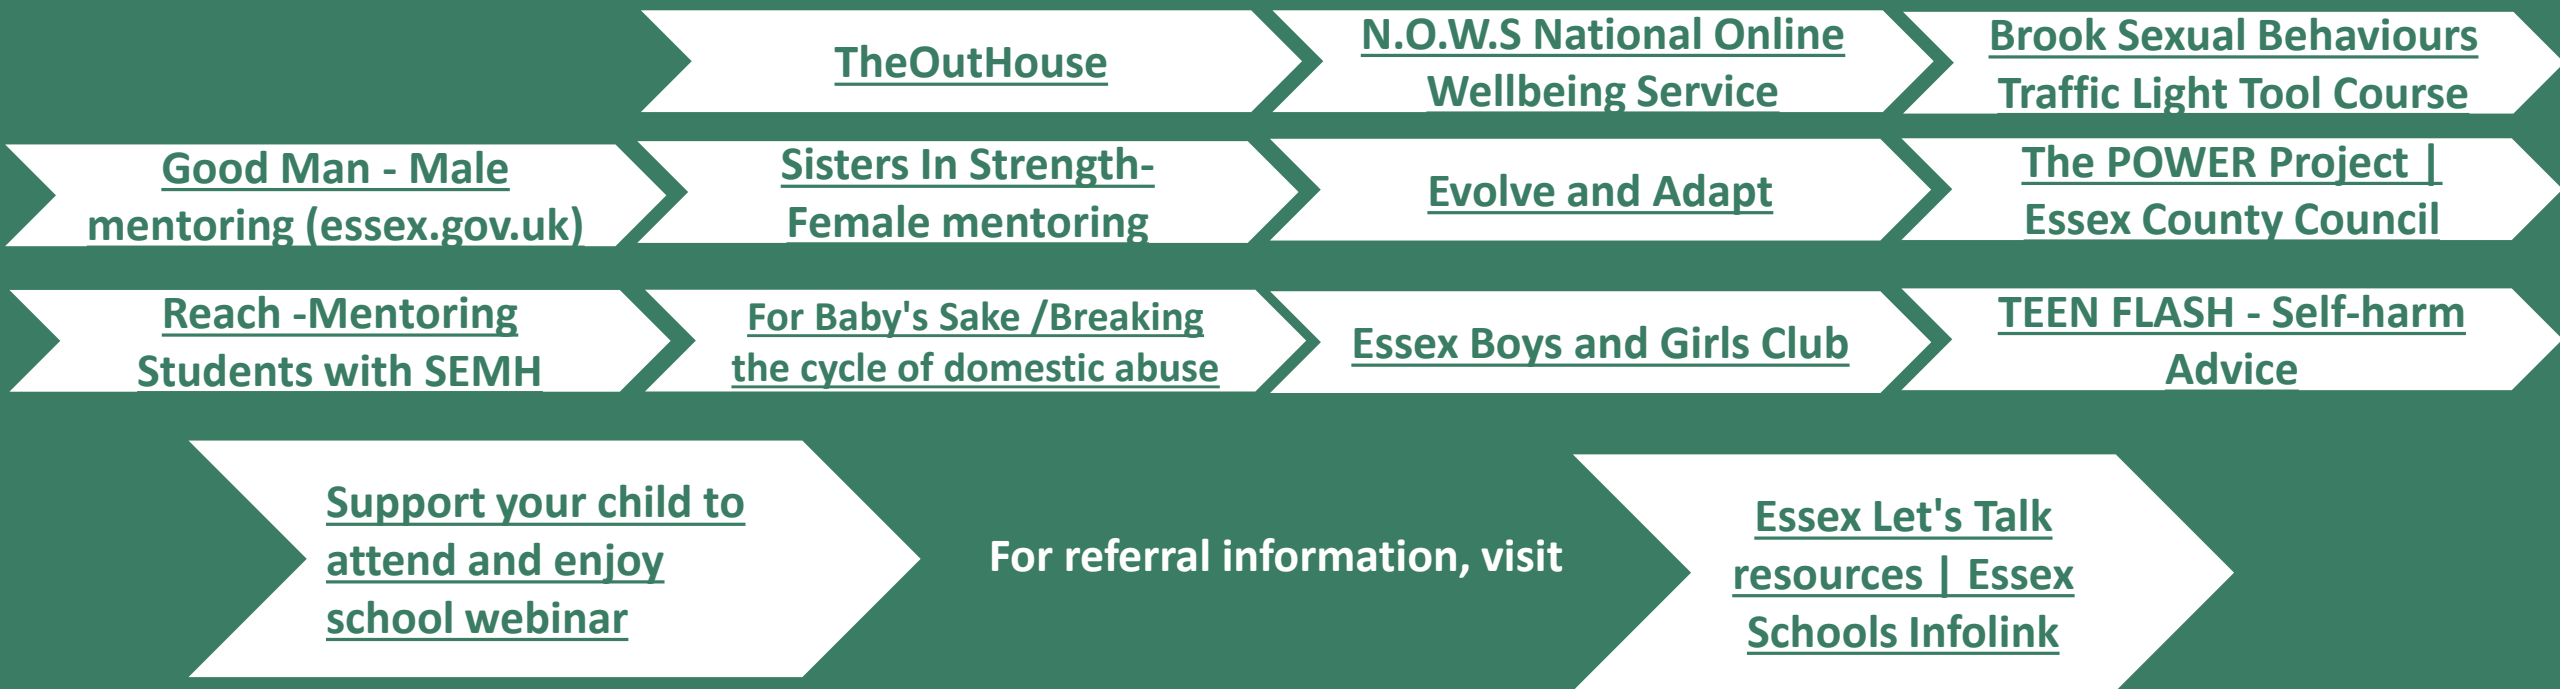 TheOutHouse
N.O.W.S National Online
Wellbeing Service
Brook Sexual Behaviours
Traffic Light Tool Course
Good Man - Male
mentoring (essex.gov.uk)
Sisters In Strength-
Female mentoring
Evolve and Adapt
The POWER Project |
Essex County Council
Reach -Mentoring
Students with SEMH
For Baby's Sake /Breaking
the cycle of domestic abuse
Essex Boys and Girls Club
TEEN FLASH - Self-harm
Advice
Support your child to
attend and enjoy
school webinar
For referral information, visit
Essex Let's Talk
resources | Essex
Schools Infolink